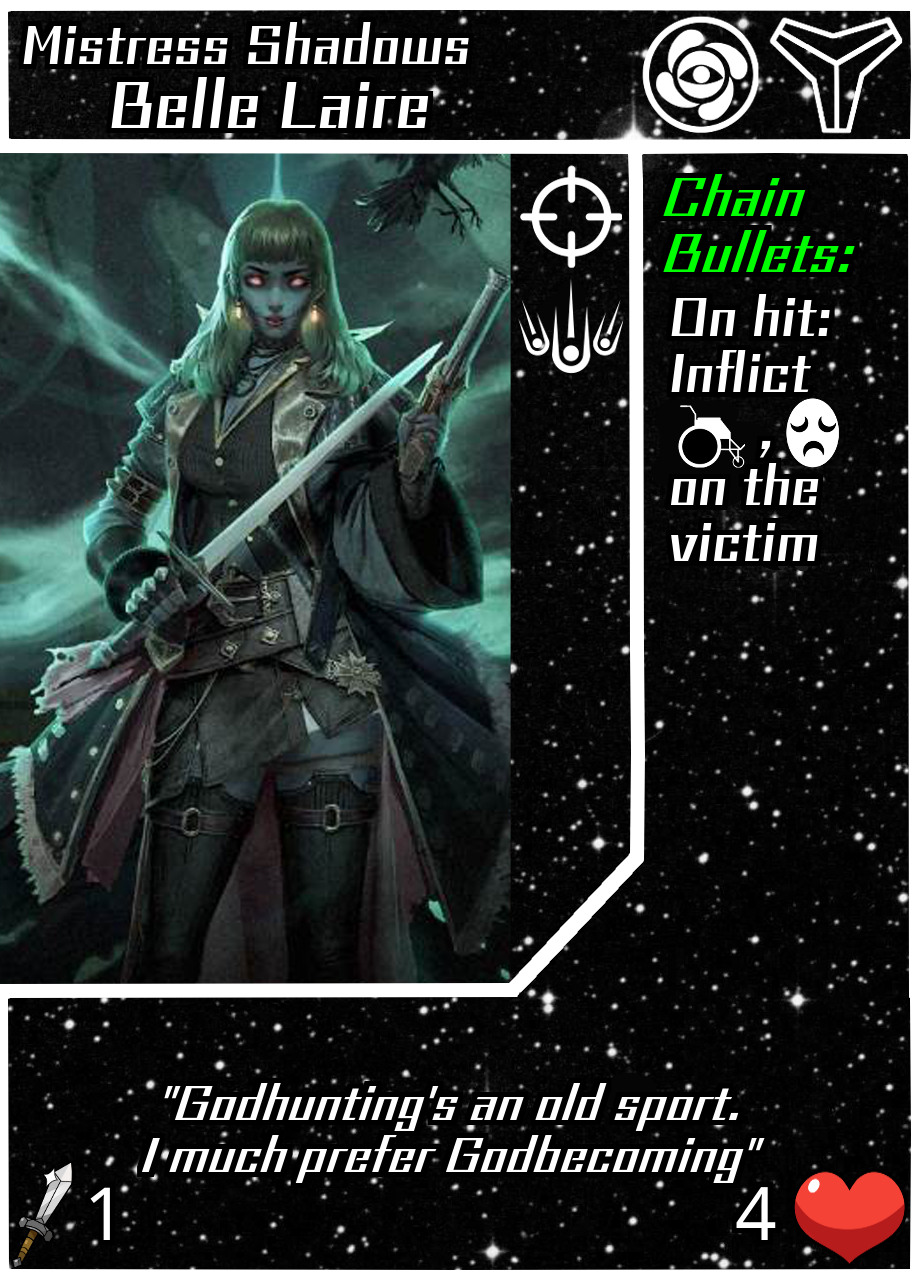 Mistress Shadows
Belle Laire
Chain
Bullets:
On hit:
Inflict
,
on the
victim
"Godhunting's an old sport.
I much prefer Godbecoming"
1
4